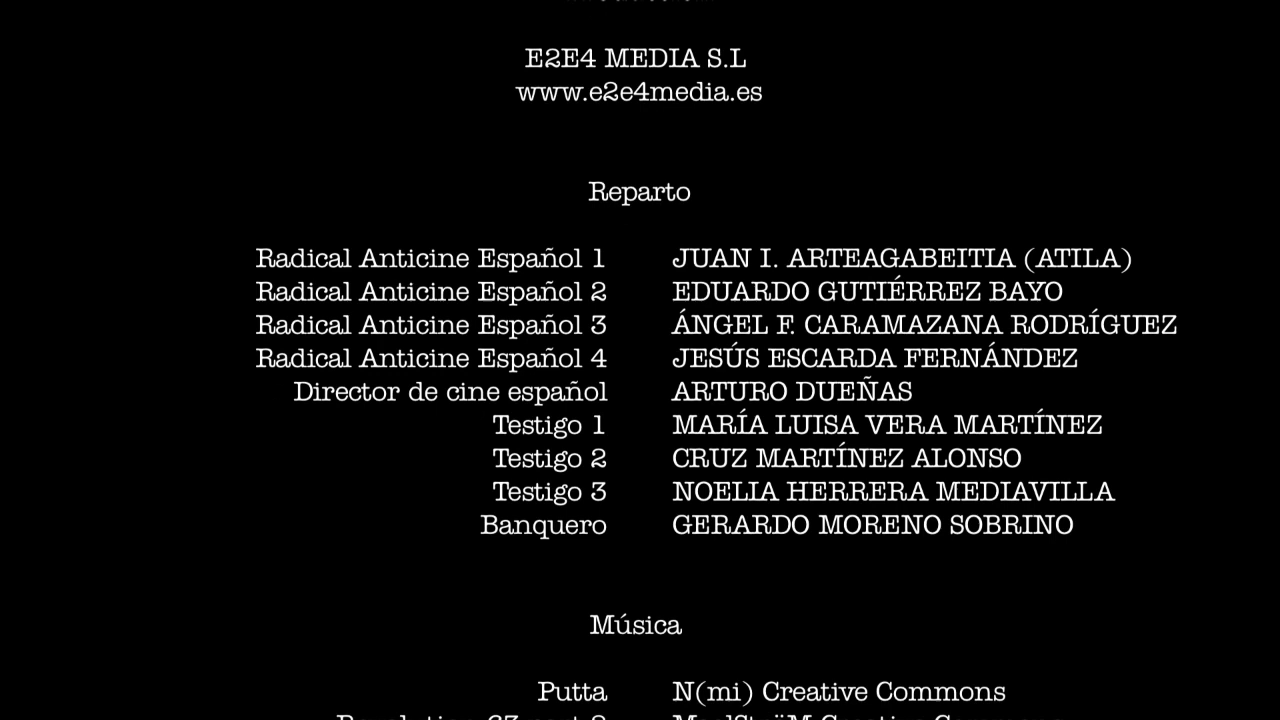 E2E4 MEDIA S.L
www.e2e4media.es
Reparto
Radical Anticine Español 1 JUAN I. ARTEAGABEITIA (ATILA)
Radical Anticine Español 2 EDUARDO GUTIÉRREZ BAYO
Radical Anticine Español 3 ÁNGEL F. CARAMAZANA RODRÍGUEZ
Radical Anticine Español 4 JESÚS ESCARDA FERNÁNDEZ
Director de cine español ARTURO DUEÑAS
Testigo 1 MARÍA LUISA VERA MARTÍNEZ
Testigo 2 CRUZ MARTÍNEZ ALONSO
Testigo 3 NOELIA HERRERA MEDIAVILLA
Banquero GERARDO MORENO SOBRINO
Música
Putta N(mi) Creative Commons
Creative Commons